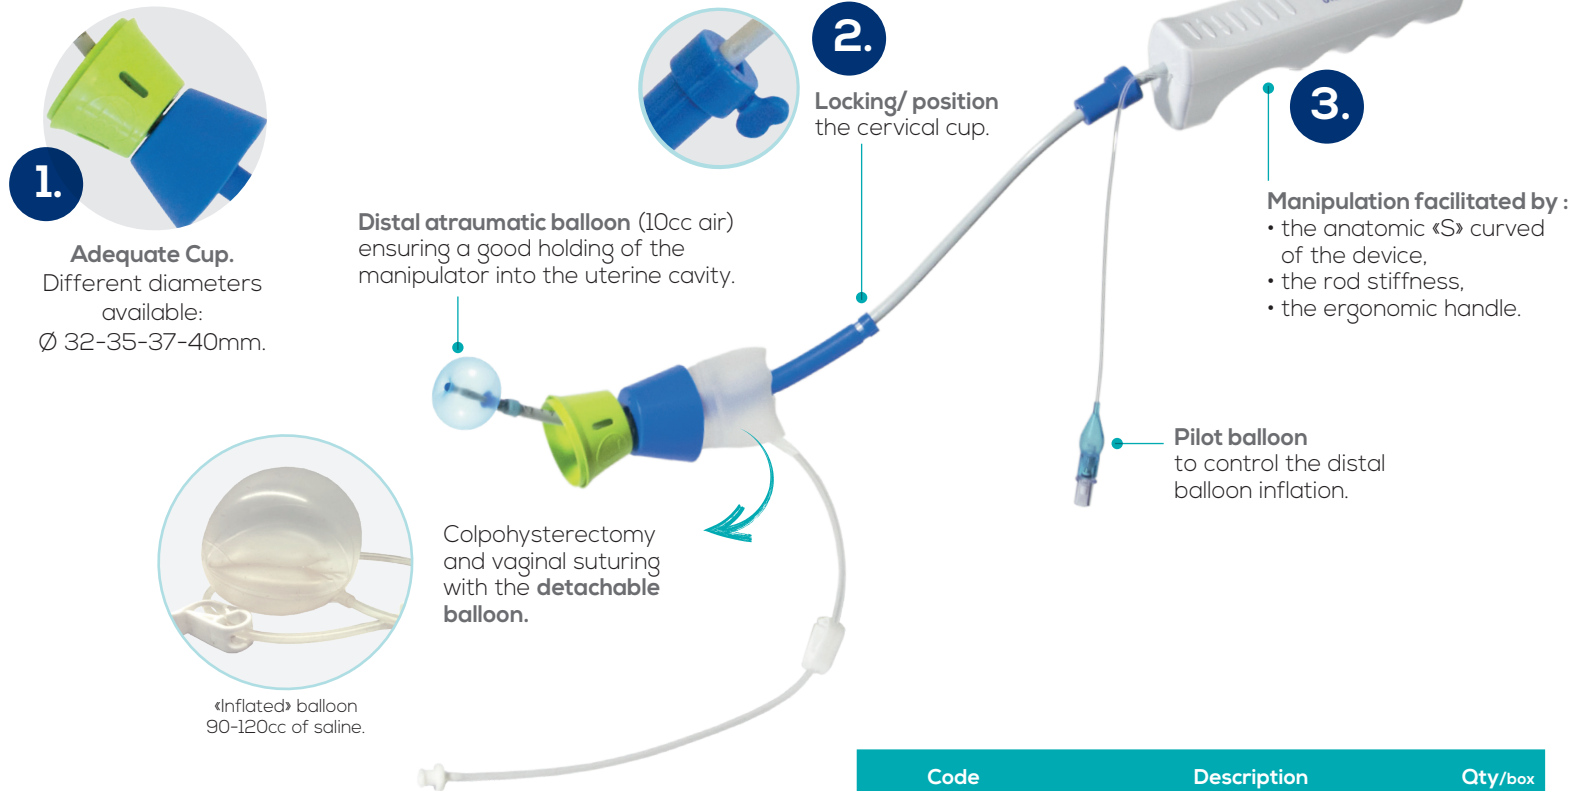 1.
Adequate Cup.
Different diameters
available:
Ø 32-35-37-40mm.
Distal atraumatic balloon (10cc air)
ensuring a good holding of the
manipulator into the uterine cavity.
2.
Locking/ position
the cervical cup.
3.
Manipulation facilitated by :
• the anatomic «S» curved
of the device,
• the rod stiffness,
• the ergonomic handle.
Pilot balloon
to control the distal
balloon inflation.
Colpohysterectomy
and vaginal suturing
with the detachable
balloon.
«Inflated» balloon
90-120cc of saline.
Code Description Qty/box